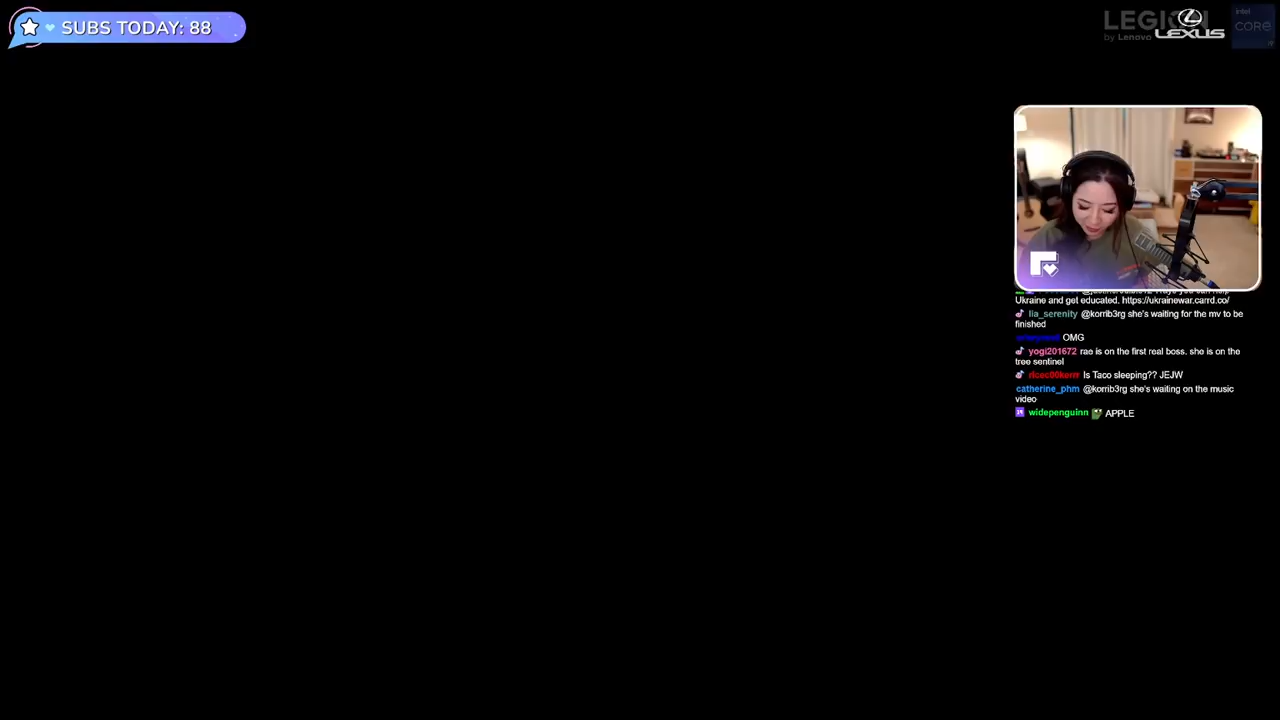 SUBS TODAY: 88
LEGION
by Lenovo
LEXUS
intel
CORE
Ukraine and get educated. https://ukrainewar.carrd.co/
lia_serenity @korrib3rg she's waiting for the mv to be
finished
OMG
yogi201672 rae is on the first real boss. she is on the
tree sentinel
Is Taco sleeping?? JEJW
catherine_phm @korrib3rg she's waiting on the music
video
widepenguinn APPLE